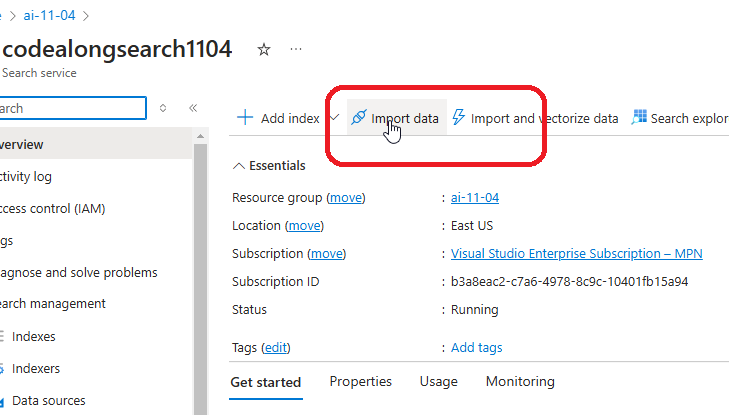 ai-11-04
codealongsearch1104
Search service
Add index
Import data
Import and vectorize data
Search explor
Essentials
Resource group (move) : ai-11-04
Location (move) : East US
Subscription (move) : Visual Studio Enterprise Subscription – MPN
Subscription ID : b3a8eac2-c7a6-4978-8c9c-10401fb15a94
Status : Running
Tags (edit) : Add tags
Get started
Properties
Usage
Monitoring
earch
verview
ctivity log
ccess control (IAM)
gs
iagnose and solve problems
earch management
Indexes
Indexers
Data sources